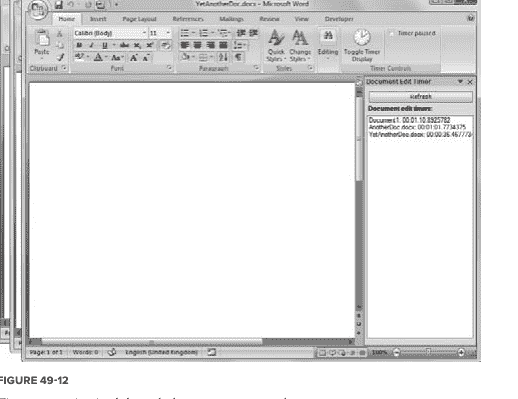 YetAnotherDoc.docx - Microsoft Word
Home Insert Page Layout References Mailings Review View Developer
Calibri (Body) 11
Paste
Quick Styles Change Styles Editing Toggle Timer Display
Timer paused
Clipboard Font Paragraph Styles Timer Controls
Document Edit Timer
Refresh
Document edit timers:
Document1: 00:01:10.8925782
AnotherDoc.docx: 00:01:01.7734375
YetAnotherDoc.docx: 00:00:26.467773
Page: 1 of 1 Words: 0 English (United Kingdom) 100%
FIGURE 49-12